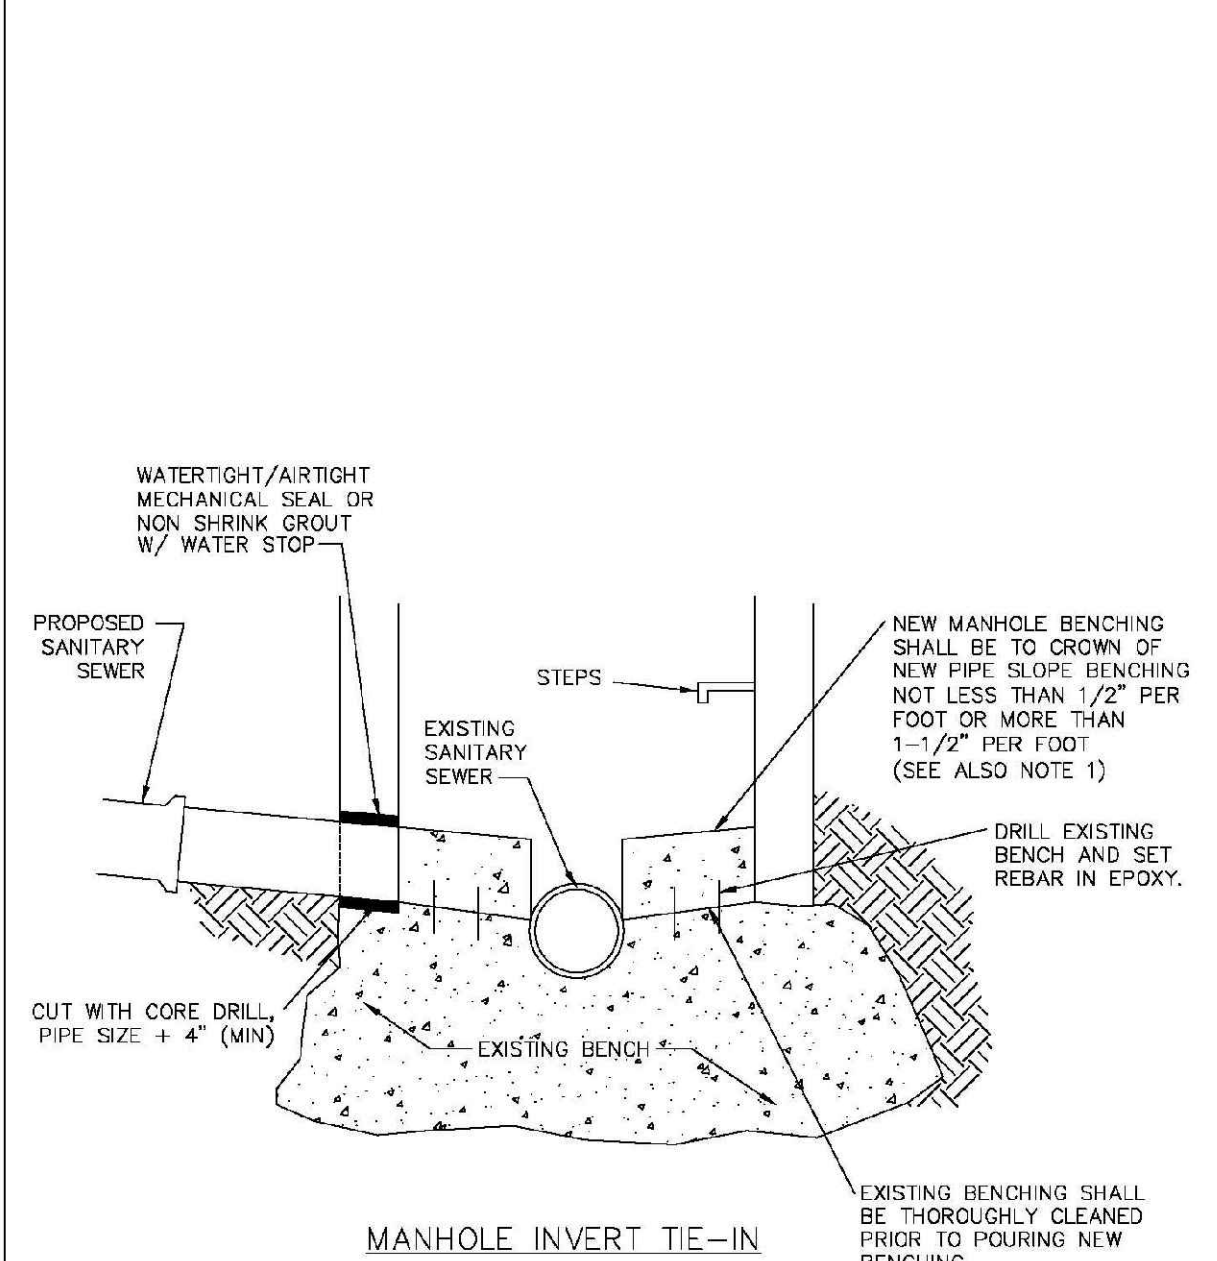 WATERTIGHT/AIRTIGHT
MECHANICAL SEAL OR
NON SHRINK GROUT
W/ WATER STOP
PROPOSED
SANITARY
SEWER
STEPS
EXISTING
SANITARY
SEWER
NEW MANHOLE BENCHING
SHALL BE TO CROWN OF
NEW PIPE SLOPE BENCHING
NOT LESS THAN 1/2" PER
FOOT OR MORE THAN
1-1/2" PER FOOT
(SEE ALSO NOTE 1)
DRILL EXISTING
BENCH AND SET
REBAR IN EPOXY.
CUT WITH CORE DRILL,
PIPE SIZE + 4" (MIN)
EXISTING BENCH
EXISTING BENCHING SHALL
BE THOROUGHLY CLEANED
PRIOR TO POURING NEW
BENCHING
MANHOLE INVERT TIE-IN